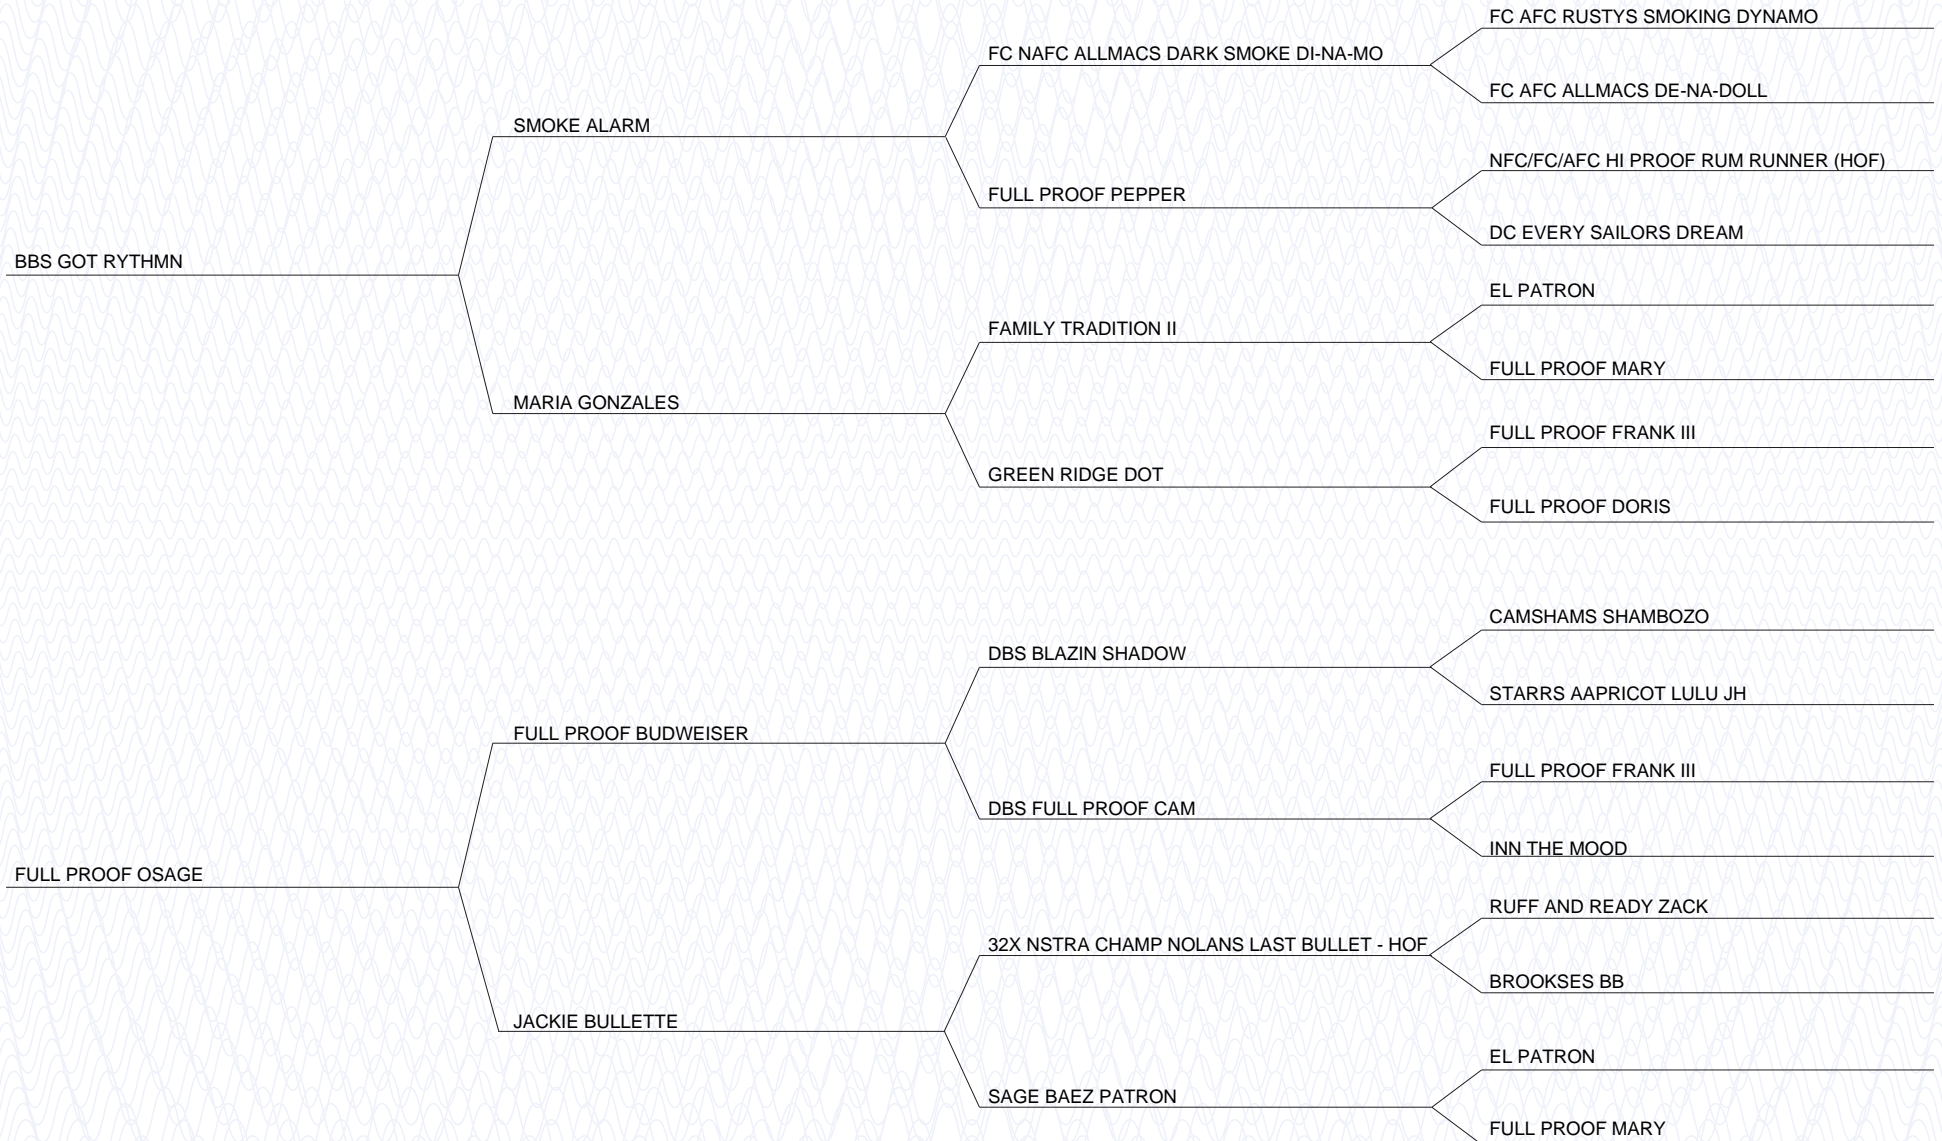 FC AFC RUSTYS SMOKING DYNAMO
FC NAFC ALLMACS DARK SMOKE DI-NA-MO
FC AFC ALLMACS DE-NA-DOLL
SMOKE ALARM
NFC/FC/AFC HI PROOF RUM RUNNER (HOF)
FULL PROOF PEPPER
DC EVERY SAILORS DREAM
BBS GOT RYTHMN
EL PATRON
FAMILY TRADITION II
FULL PROOF MARY
MARIA GONZALES
FULL PROOF FRANK III
GREEN RIDGE DOT
FULL PROOF DORIS
CAMSHAMS SHAMBOZO
DBS BLAZIN SHADOW
STARRS AAPRICOT LULU JH
FULL PROOF BUDWEISER
FULL PROOF FRANK III
DBS FULL PROOF CAM
INN THE MOOD
FULL PROOF OSAGE
RUFF AND READY ZACK
32X NSTRA CHAMP NOLANS LAST BULLET - HOF
BROOKSES BB
JACKIE BULLETTE
EL PATRON
SAGE BAEZ PATRON
FULL PROOF MARY